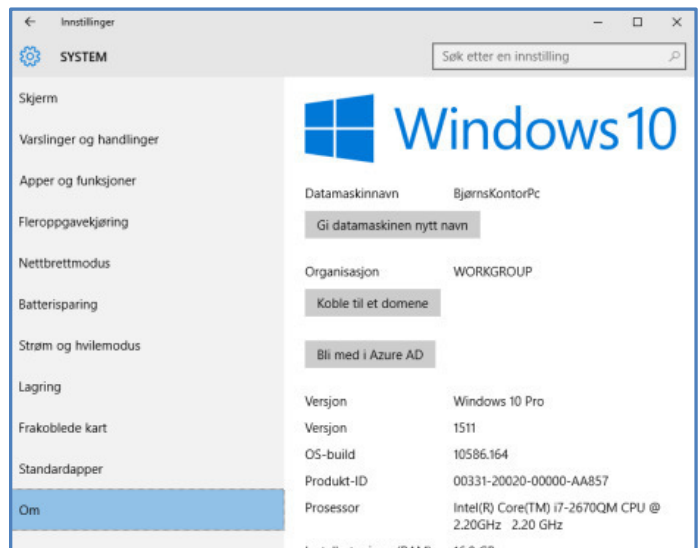 Innstillinger
SYSTEM
Søk etter en innstilling
Skjerm
Varslinger og handlinger
Apper og funksjoner
Fleroppgavekjøring
Nettbrettmodus
Batterisparing
Strøm og hvilemodus
Lagring
Frakoblede kart
Standardapper
Om
Windows 10
Datamaskinnavn BjørnsKontorPc
Gi datamaskinen nytt navn
Organisasjon WORKGROUP
Koble til et domene
Bli med i Azure AD
Versjon Windows 10 Pro
Versjon 1511
OS-build 10586.164
Produkt-ID 00331-20020-00000-AA857
Prosessor Intel(R) Core(TM) i7-2670QM CPU @
2.20GHz 2.20 GHz